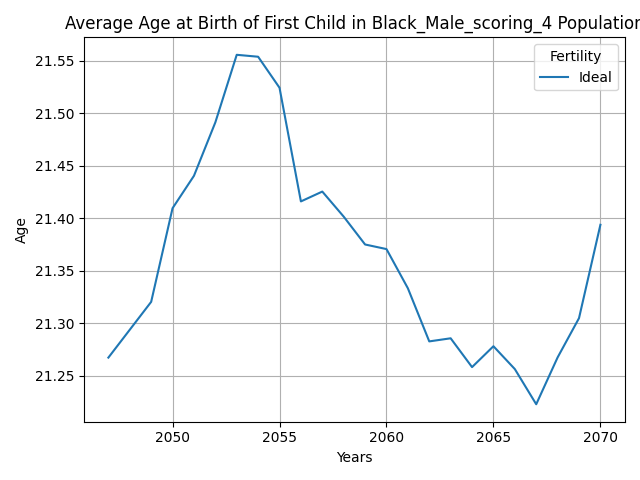 Average Age at Birth of First Child in Black_Male_scoring_4 Population
Fertility
Ideal
21.55
21.50
21.45
21.40
21.35
21.30
21.25
Age
2050 2055 2060 2065 2070
Years